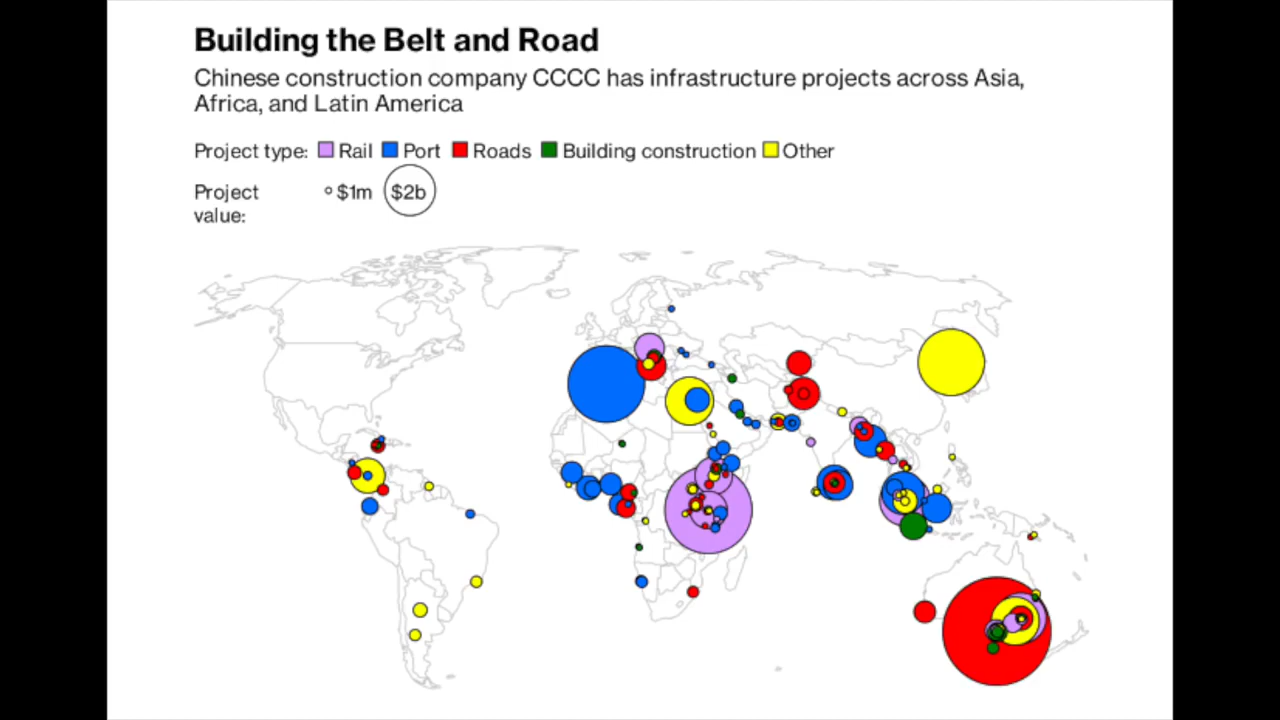 Building the Belt and Road
Chinese construction company CCCC has infrastructure projects across Asia,
Africa, and Latin America
Project type: Rail Port Roads Building construction Other
Project $1m $2b
value: